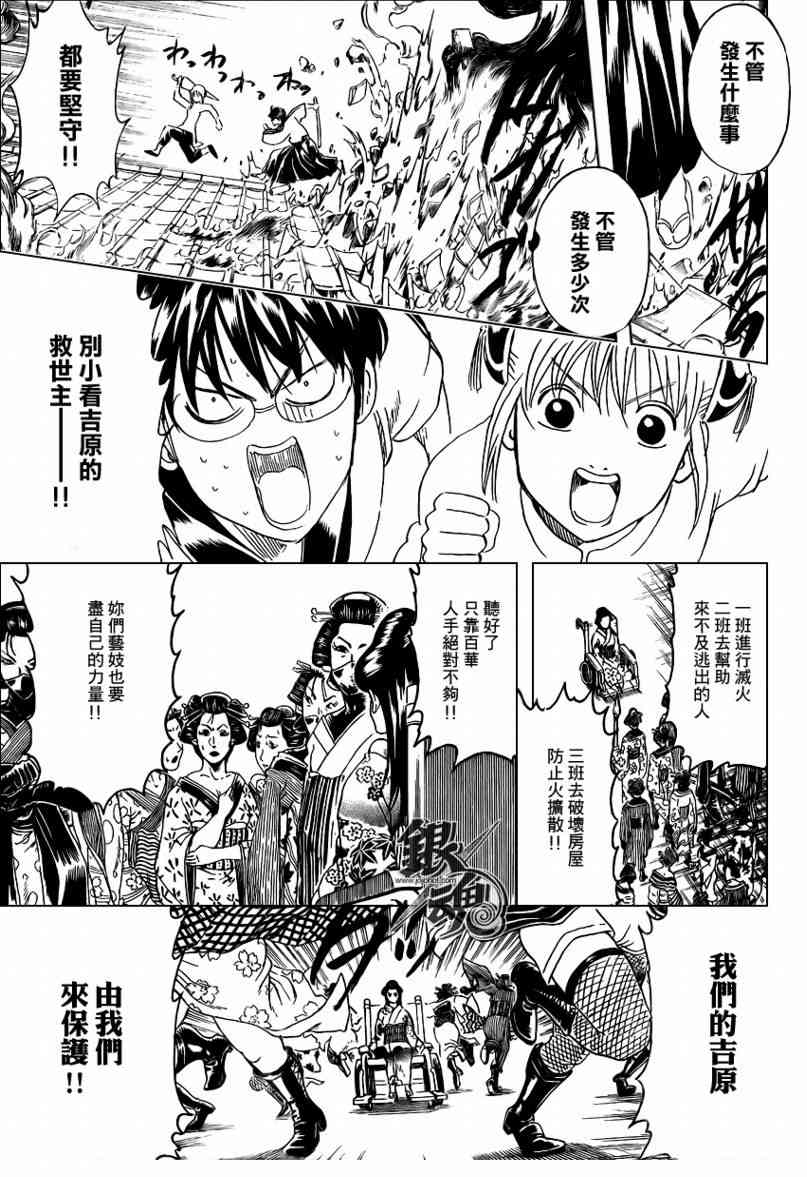 不管
發生什麼事
不管
發生多少次
わっ
わっ
わっ
わっ
都要堅守!!
別小看吉原的
救世主——!!
一班進行滅火
二班去幫助
來不及逃出的人
三班去破壞房屋
防止火擴散!!
聽好了
只靠百華
人手絕對不夠!!
妳們藝妓也要
盡自己的力量!!
銀魂
我們的吉原
由我們
來保護!!